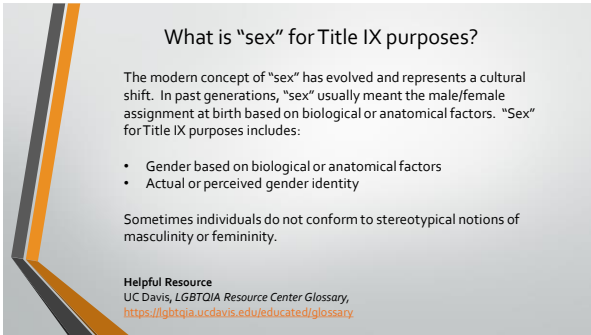 What is “sex” for Title IX purposes?
The modern concept of “sex” has evolved and represents a cultural
shift. In past generations, “sex” usually meant the male/female
assignment at birth based on biological or anatomical factors. “Sex”
for Title IX purposes includes:
• Gender based on biological or anatomical factors
• Actual or perceived gender identity
Sometimes individuals do not conform to stereotypical notions of
masculinity or femininity.
Helpful Resource
UC Davis, LGBTQIA Resource Center Glossary,
https://lgbtqia.ucdavis.edu/educated/glossary